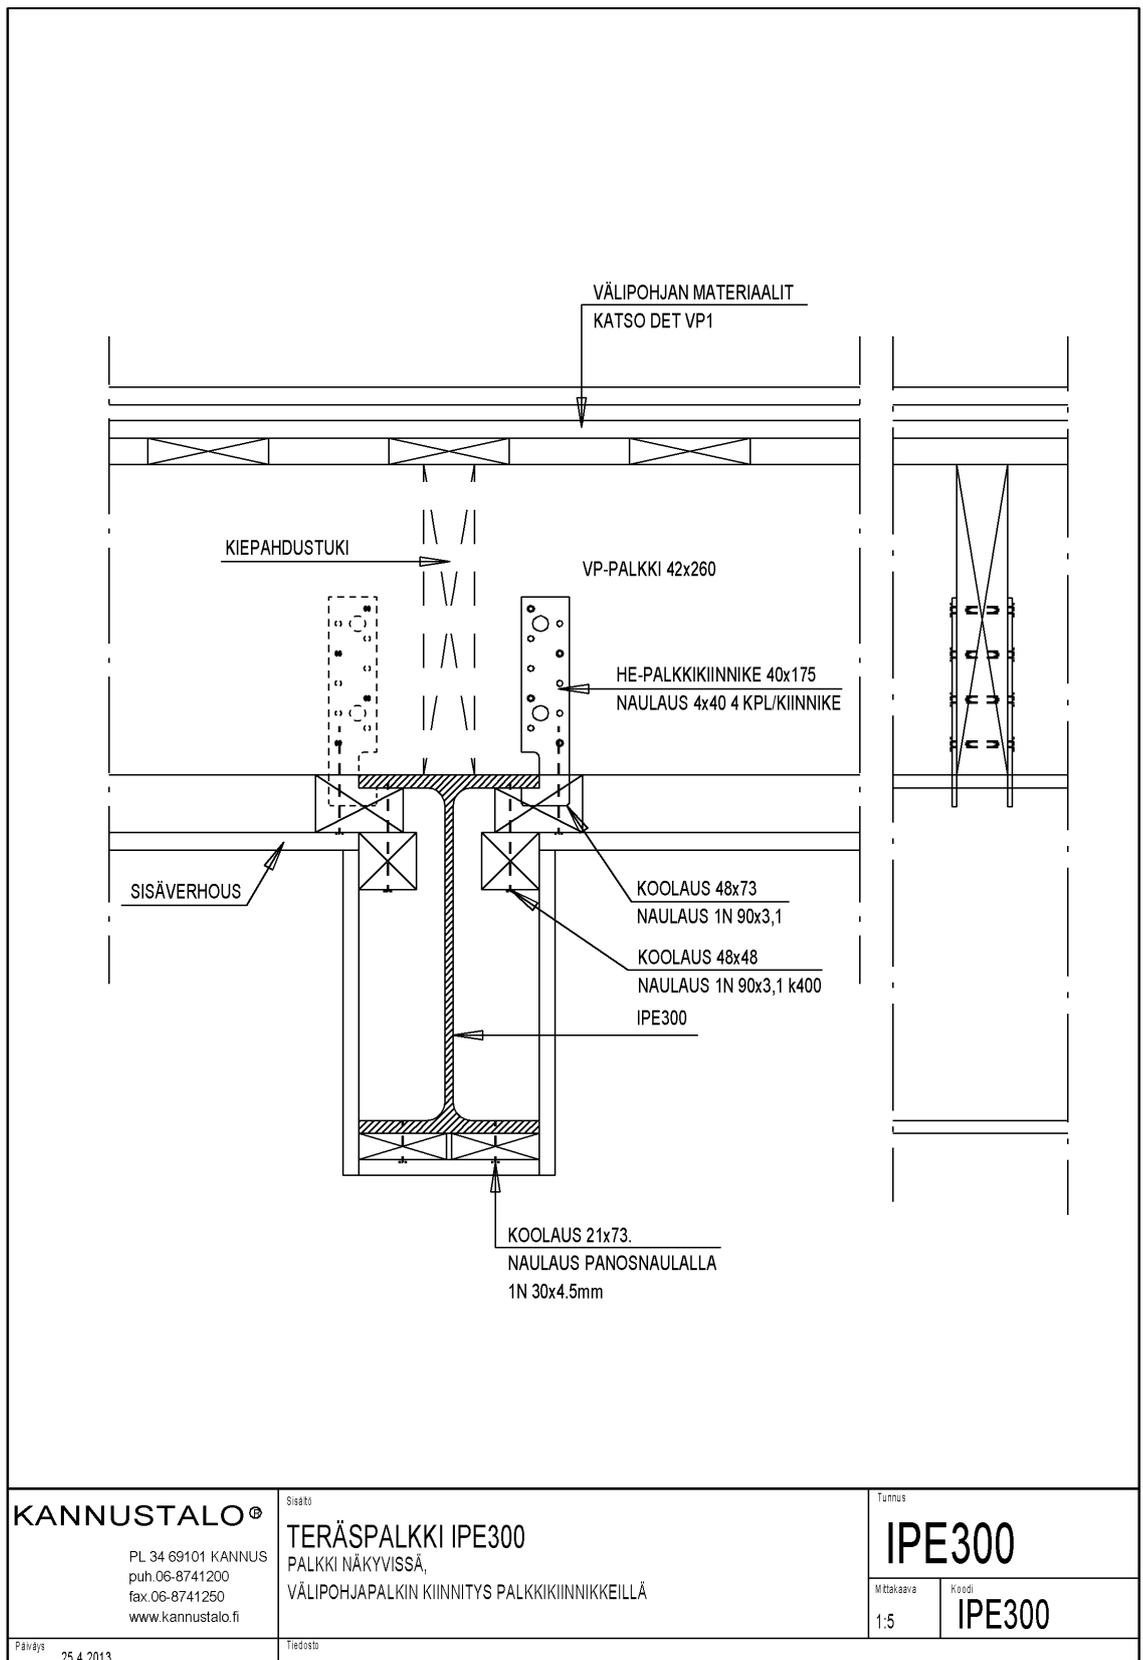 VÄLIPOHJAN MATERIAALIT
KATSO DET VP1
KIEPAHDUSTUKI
VP-PALKKI 42x260
HE-PALKKIKIINNIKE 40x175
NAULAUS 4x40 4 KPL/KIINNIKE
SISÄVERHOUS
KOOLAUS 48x73
NAULAUS 1N 90x3,1
KOOLAUS 48x48
NAULAUS 1N 90x3,1 k400
IPE300
KOOLAUS 21x73.
NAULAUS PANOSNAULALLA
1N 30x4.5mm
KANNUSTALO®
PL 34 69101 KANNUS
puh.06-8741200
fax.06-8741250
www.kannustalo.fi
Sisältö
TERÄSPALKKI IPE300
PALKKI NÄKYVISSÄ,
VÄLIPOHJAPALKIN KIINNITYS PALKKIKIINNIKKEILLÄ
Tunnus
IPE300
Mittakaava
1:5
Koodi
IPE300
Päiväys
25.4.2013
Tiedosto